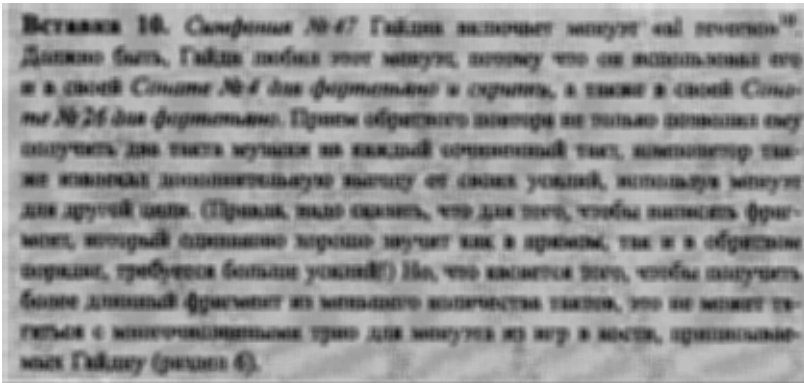 Вставка 10. Симфония №47 Гайдна включает менуэт «al reverso»¹⁰.
Должно быть, Гайдн любил этот менуэт, потому что он использовал его
и в своей Сонате №4 для фортепьяно и скрипки, а также в своей Сона-
те №26 для фортепьяно. Прием обратного повтора не только позволил ему
получить два такта музыки на каждый сочиненный такт, композитор так-
же извлекал дополнительную выгоду от своих усилий, используя менуэт
для другой цели. (Правда, надо сказать, что для того, чтобы написать фраг-
мент, который одинаково хорошо звучит как в прямом, так и в обратном
порядке, требуется больше усилий!) Но, что касается того, чтобы получить
более длинный фрагмент из меньшего количества тактов, это не может тя-
гаться с многочисленными трио для менуэта из игр в кости, приписывае-
мых Гайдну (раздел 6).